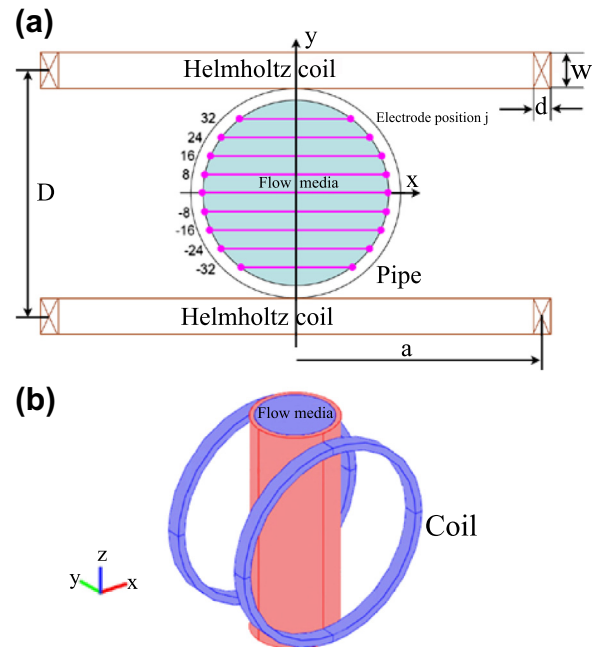 (a)
y
Helmholtz coil
W
d
32
Electrode position j
24
16
8
Flow media
x
D
-8
-16
-24
-32
Pipe
Helmholtz coil
a
(b)
Flow media
Coil
z
y
x